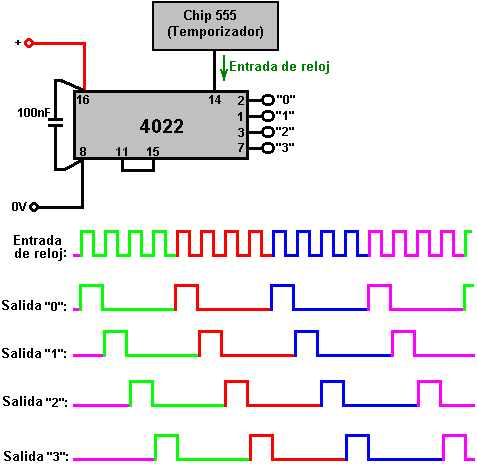 Chip 555
(Temporizador)
+
Entrada de reloj
16
14
2
"0"
100nF
4022
1
"1"
3
"2"
8
11
15
7
"3"
0V
Entrada
de reloj:
Salida "0":
Salida "1":
Salida "2":
Salida "3":